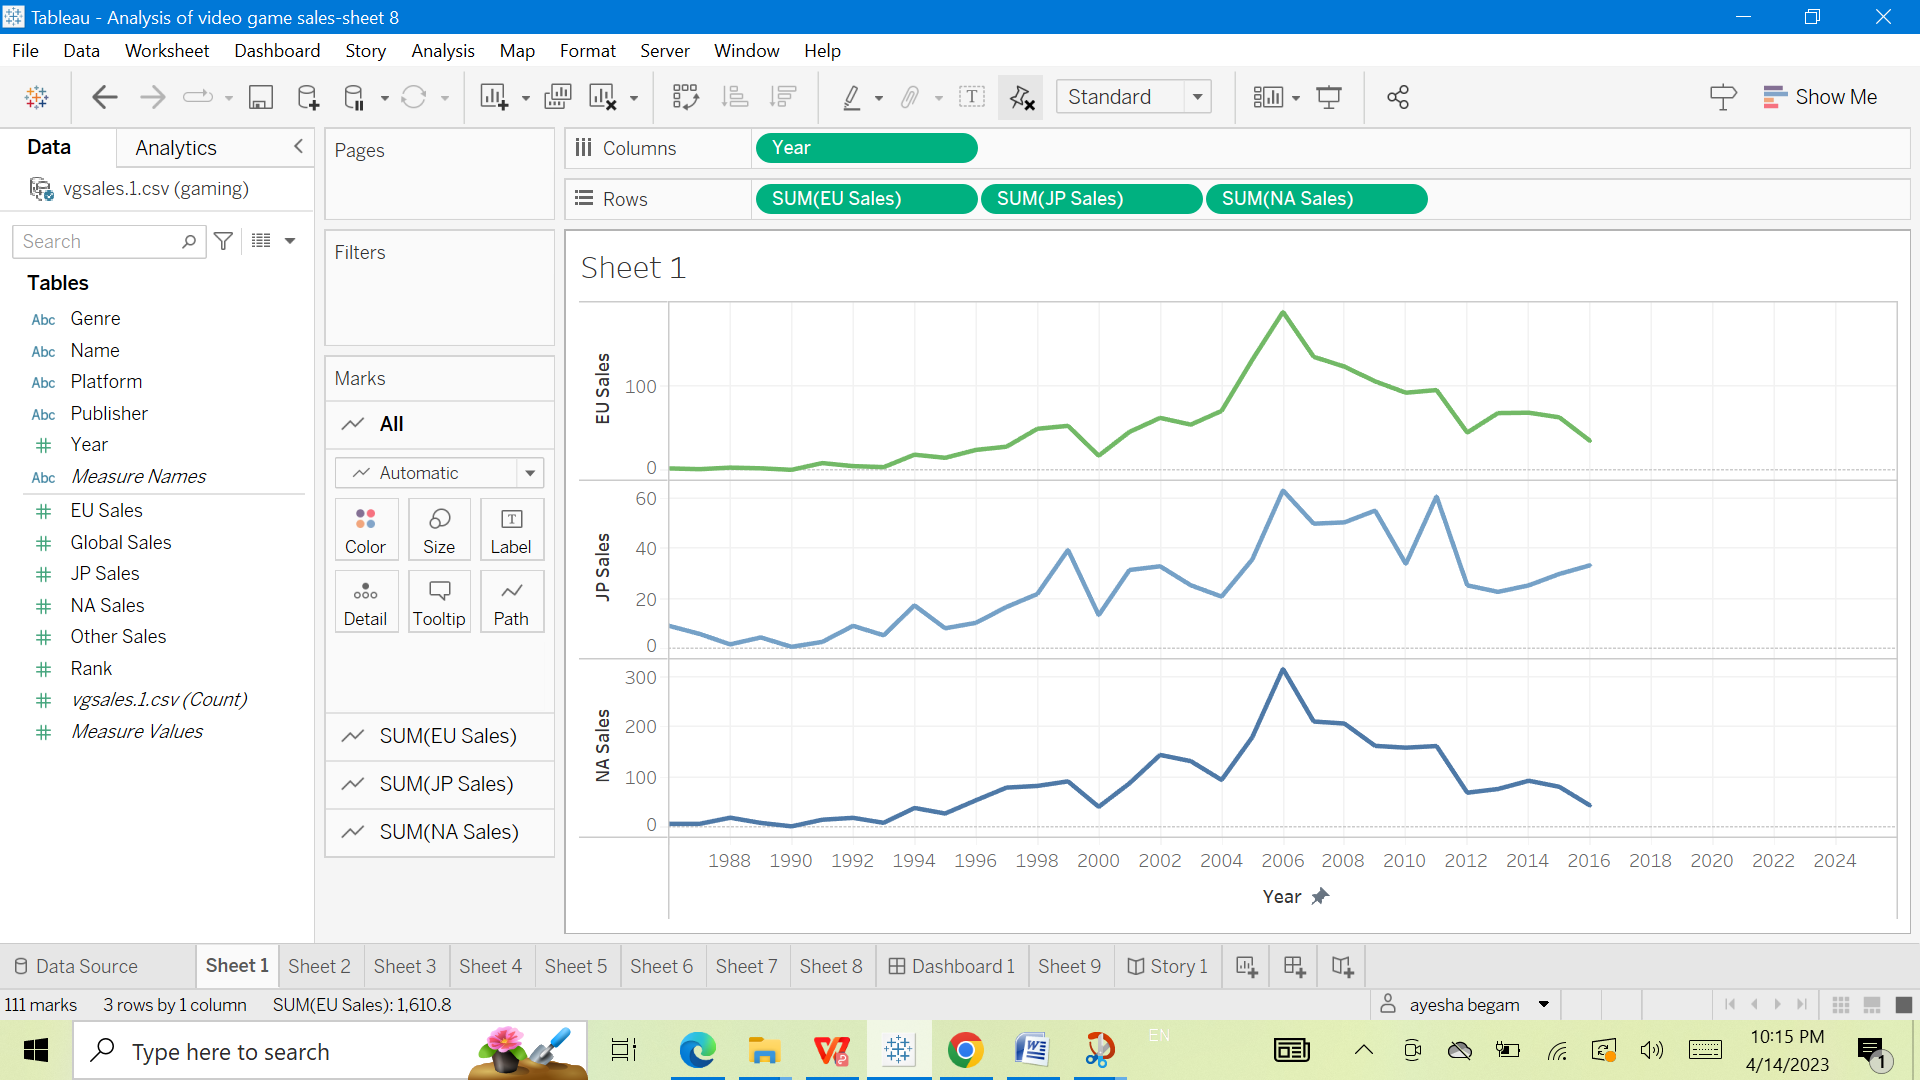 Tableau - Analysis of video game sales-sheet 8
File Data Worksheet Dashboard Story Analysis Map Format Server Window Help
Standard
Show Me
Data Analytics
vgsales.1.csv (gaming)
Search
Tables
Abc Genre
Abc Name
Abc Platform
Abc Publisher
# Year
Abc Measure Names
# EU Sales
# Global Sales
# JP Sales
# NA Sales
# Other Sales
# Rank
# vgsales.1.csv (Count)
# Measure Values
Pages
Filters
Marks
All
Automatic
Color Size Label
Detail Tooltip Path
SUM(EU Sales)
SUM(JP Sales)
SUM(NA Sales)
Columns Year
Rows SUM(EU Sales) SUM(JP Sales) SUM(NA Sales)
Sheet 1
EU Sales
100
0
JP Sales
60
40
20
0
NA Sales
300
200
100
0
1988 1990 1992 1994 1996 1998 2000 2002 2004 2006 2008 2010 2012 2014 2016 2018 2020 2022 2024
Year
Data Source Sheet 1 Sheet 2 Sheet 3 Sheet 4 Sheet 5 Sheet 6 Sheet 7 Sheet 8 Dashboard 1 Sheet 9 Story 1
111 marks 3 rows by 1 column SUM(EU Sales): 1,610.8 ayesha begam
Type here to search
EN
10:15 PM
4/14/2023
1